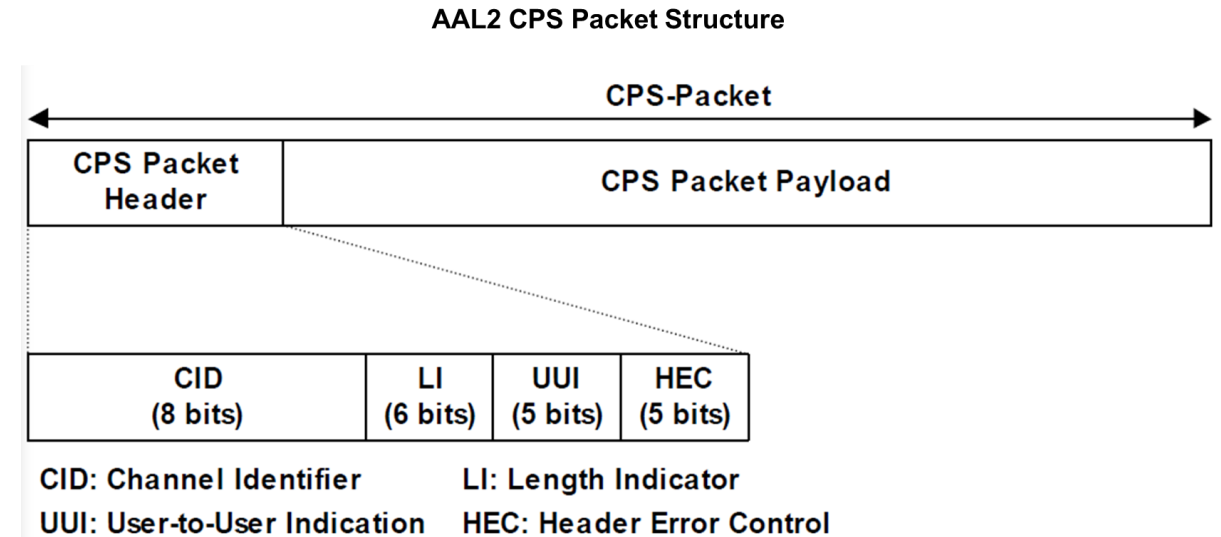 AAL2 CPS Packet Structure
CPS-Packet
CPS Packet
Header
CPS Packet Payload
CID
(8 bits)
LI
(6 bits)
UUI
(5 bits)
HEC
(5 bits)
CID: Channel Identifier
LI: Length Indicator
UUI: User-to-User Indication
HEC: Header Error Control